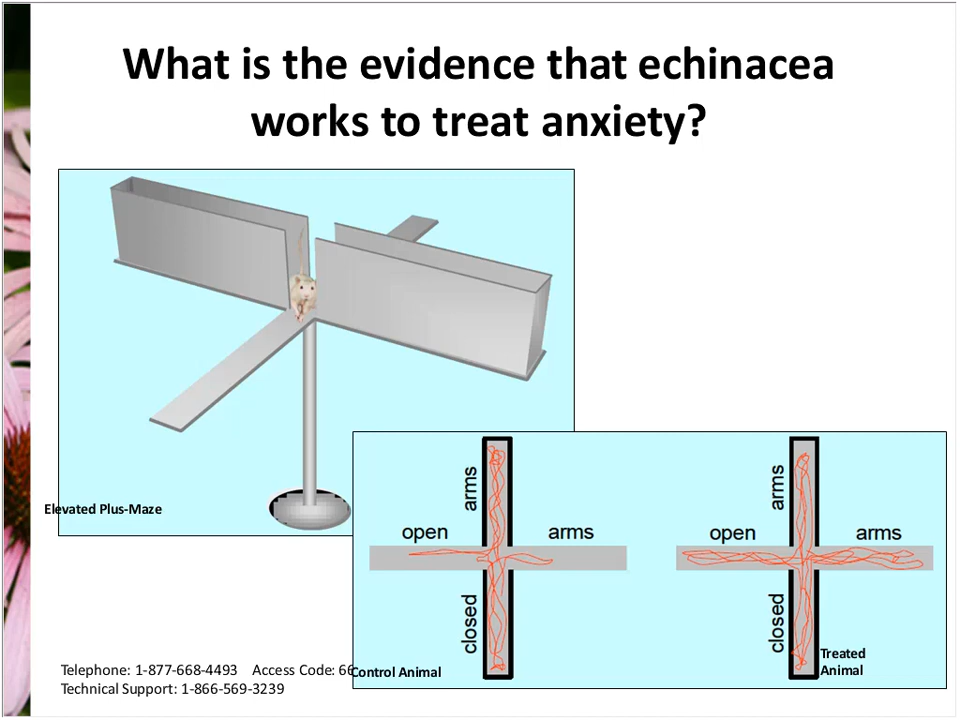 What is the evidence that echinacea
works to treat anxiety?
Elevated Plus-Maze
arms
open
arms
closed
Control Animal
arms
open
arms
closed
Treated
Animal
Telephone: 1-877-668-4493 Access Code: 66
Technical Support: 1-866-569-3239